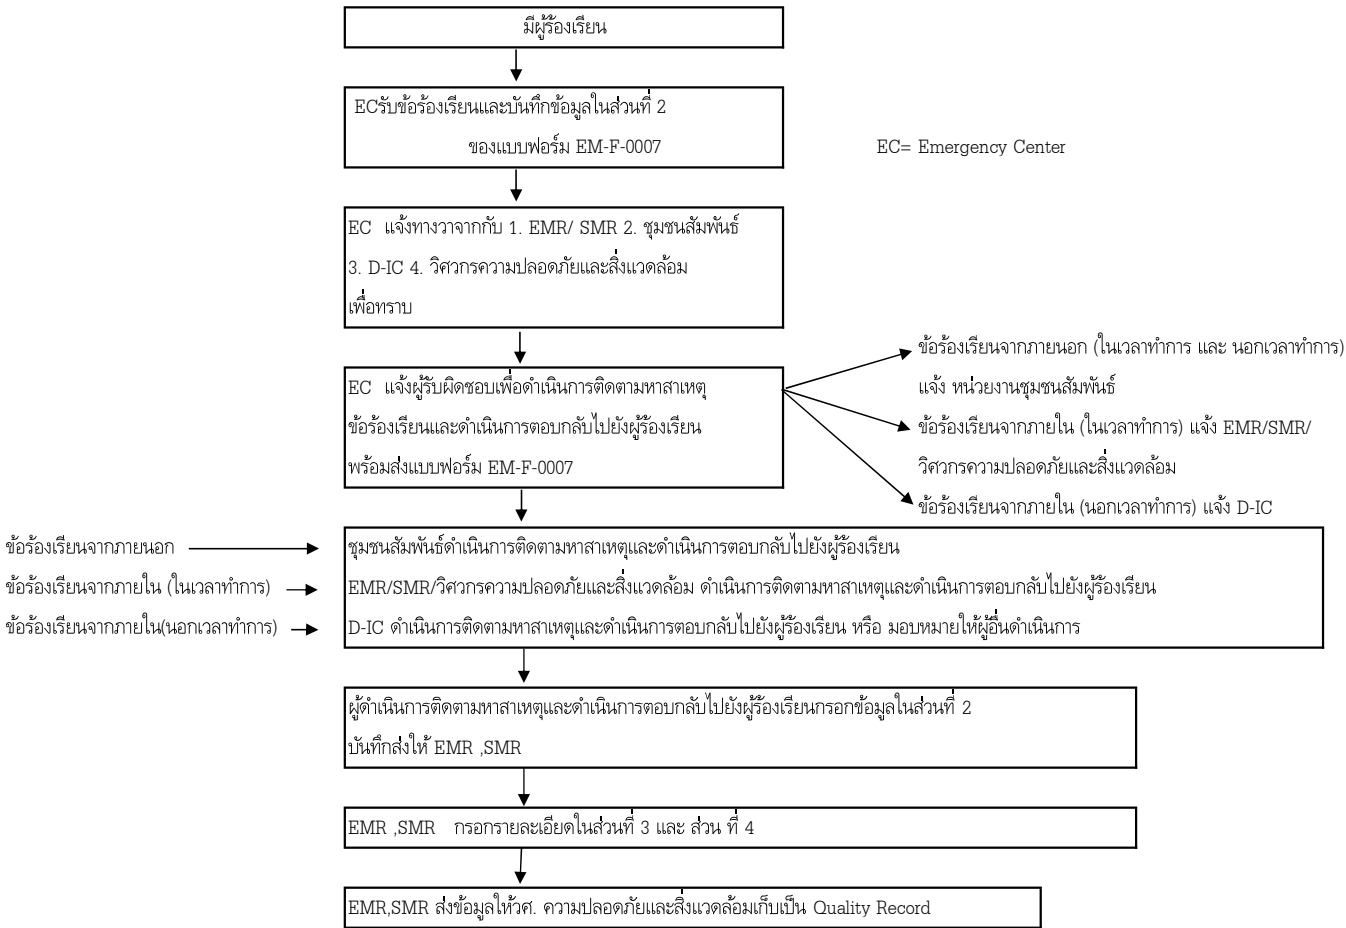 มีผู้ร้องเรียน
ECรับข้อร้องเรียนและบันทึกข้อมูลในส่วนที่ 2
ของแบบฟอร์ม EM-F-0007
EC= Emergency Center
EC แจ้งทางวาจากกับ 1. EMR/ SMR 2. ชุมชนสัมพันธ์
3. D-IC 4. วิศวกรความปลอดภัยและสิ่งแวดล้อม
เพื่อทราบ
EC แจ้งผู้รับผิดชอบเพื่อดำเนินการติดตามหาสาเหตุ
ข้อร้องเรียนและดำเนินการตอบกลับไปยังผู้ร้องเรียน
พร้อมส่งแบบฟอร์ม EM-F-0007
ข้อร้องเรียนจากภายนอก (ในเวลาทำการ และ นอกเวลาทำการ)
แจ้ง หน่วยงานชุมชนสัมพันธ์
ข้อร้องเรียนจากภายใน (ในเวลาทำการ) แจ้ง EMR/SMR/
วิศวกรความปลอดภัยและสิ่งแวดล้อม
ข้อร้องเรียนจากภายใน (นอกเวลาทำการ) แจ้ง D-IC
ข้อร้องเรียนจากภายนอก
ชุมชนสัมพันธ์ดำเนินการติดตามหาสาเหตุและดำเนินการตอบกลับไปยังผู้ร้องเรียน
ข้อร้องเรียนจากภายใน (ในเวลาทำการ)
EMR/SMR/วิศวกรความปลอดภัยและสิ่งแวดล้อม ดำเนินการติดตามหาสาเหตุและดำเนินการตอบกลับไปยังผู้ร้องเรียน
ข้อร้องเรียนจากภายใน(นอกเวลาทำการ)
D-IC ดำเนินการติดตามหาสาเหตุและดำเนินการตอบกลับไปยังผู้ร้องเรียน หรือ มอบหมายให้ผู้อื่นดำเนินการ
ผู้ดำเนินการติดตามหาสาเหตุและดำเนินการตอบกลับไปยังผู้ร้องเรียนกรอกข้อมูลในส่วนที่ 2
บันทึกส่งให้ EMR ,SMR
EMR ,SMR กรอกรายละเอียดในส่วนที่ 3 และ ส่วน ที่ 4
EMR,SMR ส่งข้อมูลให้วศ. ความปลอดภัยและสิ่งแวดล้อมเก็บเป็น Quality Record